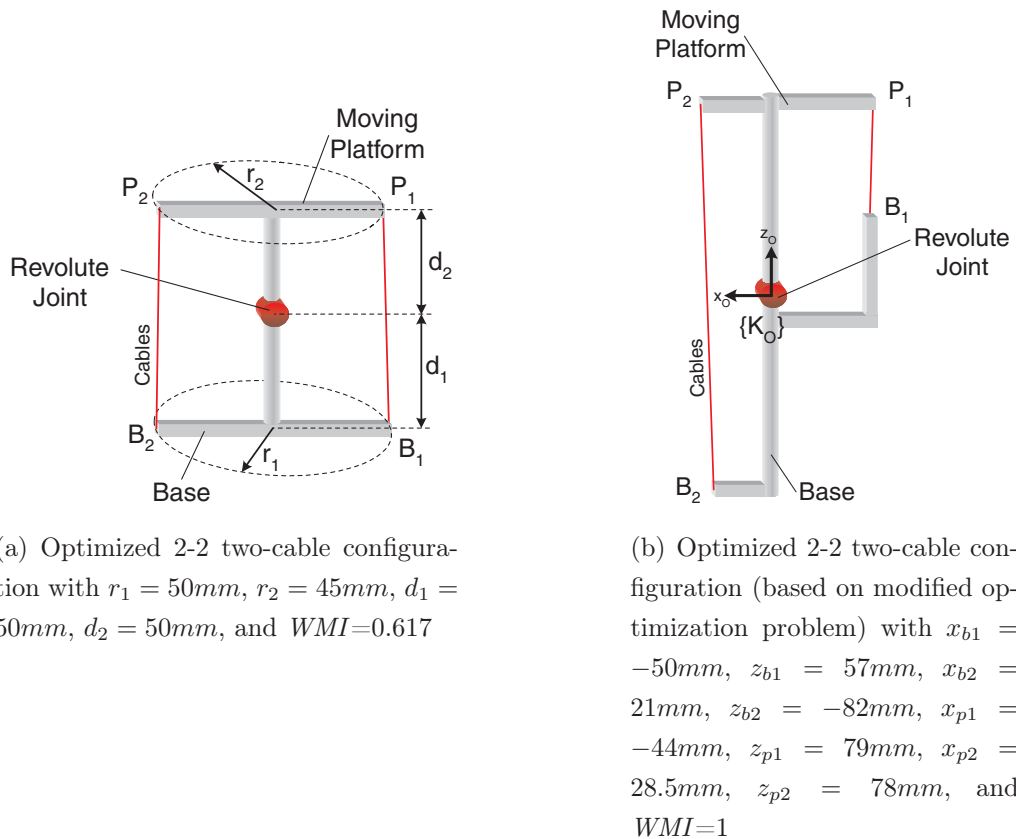 Moving
Platform
P2
r2
P1
Revolute
Joint
d2
Cables
d1
B2
r1
B1
Base
(a) Optimized 2-2 two-cable configura-
tion with r1 = 50mm, r2 = 45mm, d1 =
50mm, d2 = 50mm, and WMI=0.617
Moving
Platform
P2
P1
B1
zO
Revolute
Joint
xO
{KO}
Cables
B2
Base
(b) Optimized 2-2 two-cable con-
figuration (based on modified op-
timization problem) with xb1 =
−50mm, zb1 = 57mm, xb2 =
21mm, zb2 = −82mm, xp1 =
−44mm, zp1 = 79mm, xp2 =
28.5mm, zp2 = 78mm, and
WMI=1